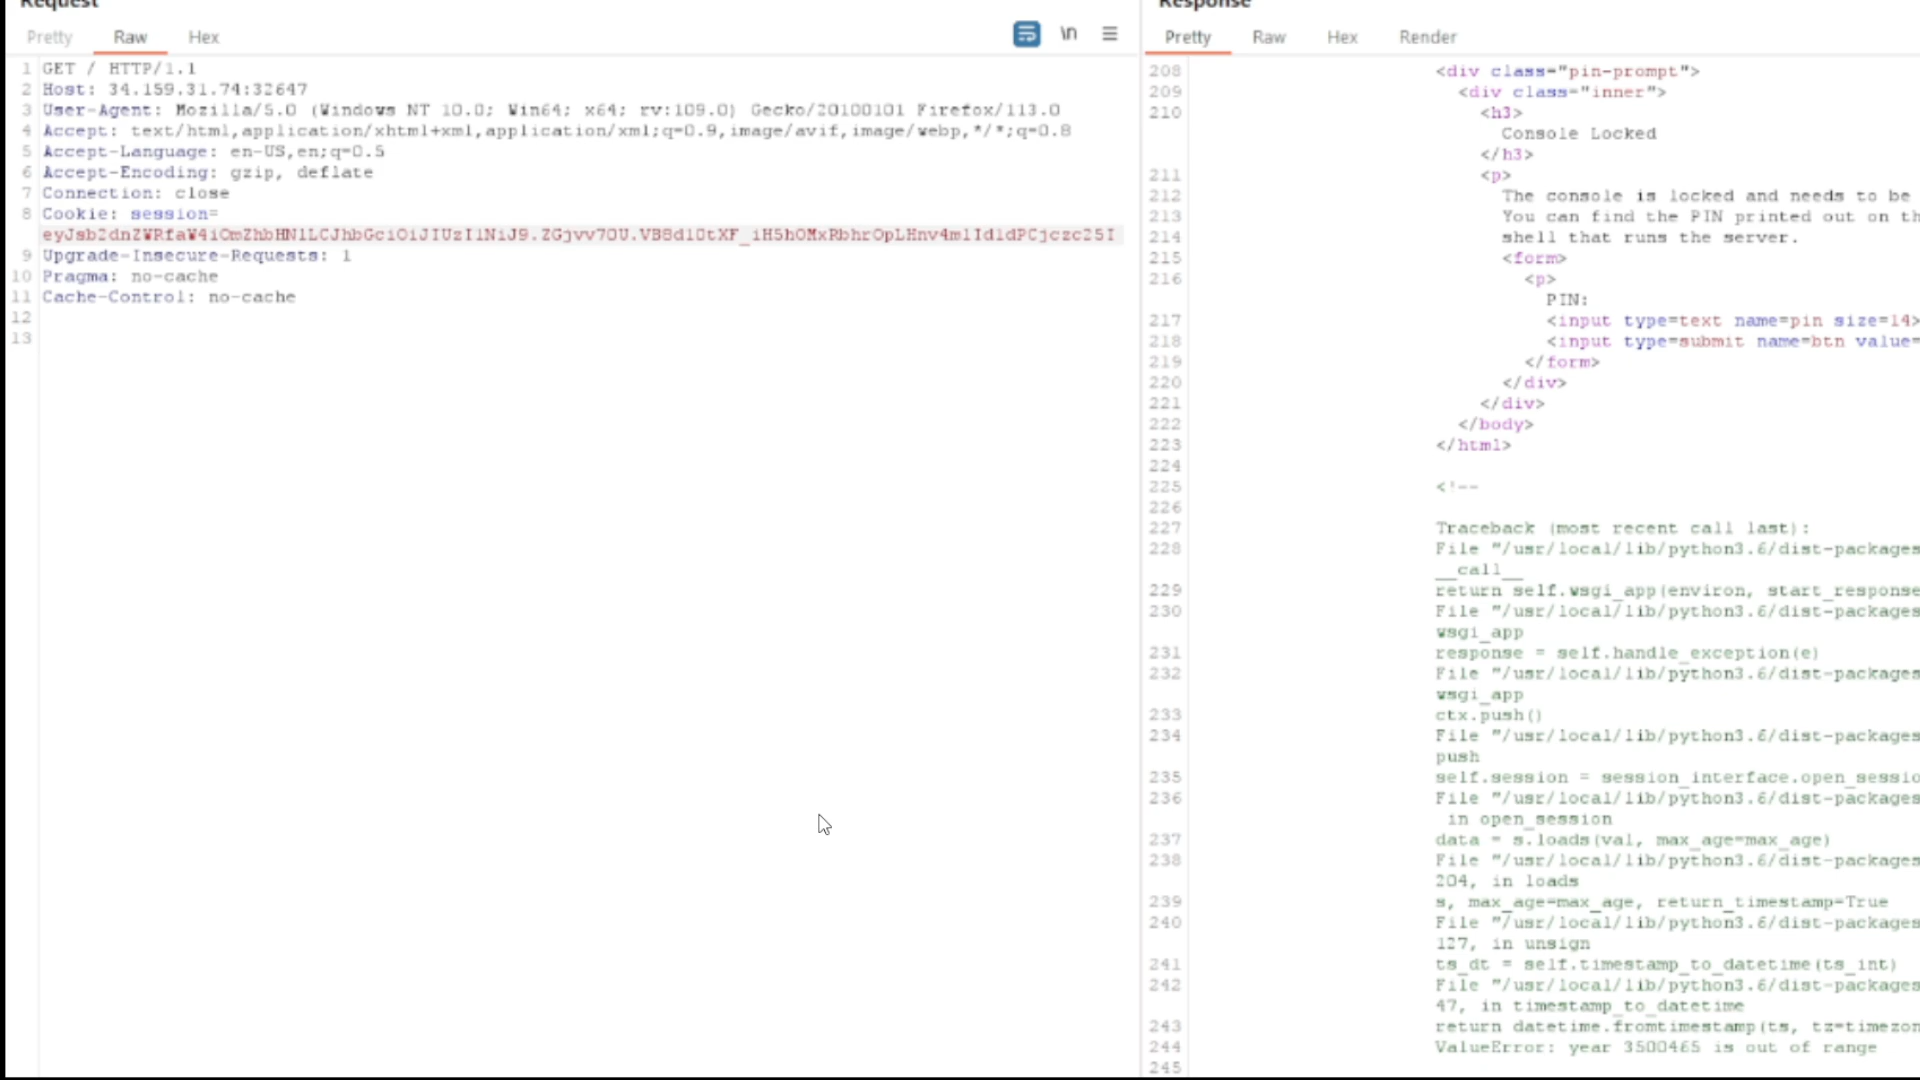 Request
Pretty Raw Hex
\n
1 GET / HTTP/1.1
2 Host: 34.159.31.74:32647
3 User-Agent: Mozilla/5.0 (Windows NT 10.0; Win64; x64; rv:109.0) Gecko/20100101 Firefox/113.0
4 Accept: text/html,application/xhtml+xml,application/xml;q=0.9,image/avif,image/webp,*/*;q=0.8
5 Accept-Language: en-US,en;q=0.5
6 Accept-Encoding: gzip, deflate
7 Connection: close
8 Cookie: session=
9 Upgrade-Insecure-Requests: 1
10 Pragma: no-cache
11 Cache-Control: no-cache
12
13
Response
Pretty Raw Hex Render
208 <div class="pin-prompt">
209 <div class="inner">
210 <h3>
Console Locked
</h3>
211 <p>
212 The console is locked and needs to be
213 You can find the PIN printed out on th
214 shell that runs the server.
215 <form>
216 <p>
PIN:
217 <input type=text name=pin size=14>
218 <input type=submit name=btn value=
219 </form>
220 </div>
221 </div>
222 </body>
223 </html>
224
225 <!--
226
227 Traceback (most recent call last):
228 File "/usr/local/lib/python3.6/dist-packages
__call__
229 return self.wsgi_app(environ, start_response
230 File "/usr/local/lib/python3.6/dist-packages
wsgi_app
231 response = self.handle_exception(e)
232 File "/usr/local/lib/python3.6/dist-packages
wsgi_app
233 ctx.push()
234 File "/usr/local/lib/python3.6/dist-packages
push
235 self.session = session_interface.open_sessio
236 File "/usr/local/lib/python3.6/dist-packages
in open_session
237 data = s.loads(val, max_age=max_age)
238 File "/usr/local/lib/python3.6/dist-packages
204, in loads
239 s, max_age=max_age, return_timestamp=True
240 File "/usr/local/lib/python3.6/dist-packages
127, in unsign
241 ts_dt = self.timestamp_to_datetime(ts_int)
242 File "/usr/local/lib/python3.6/dist-packages
47, in timestamp_to_datetime
243 return datetime.fromtimestamp(ts, tz=timezon
244 ValueError: year 3500465 is out of range
245